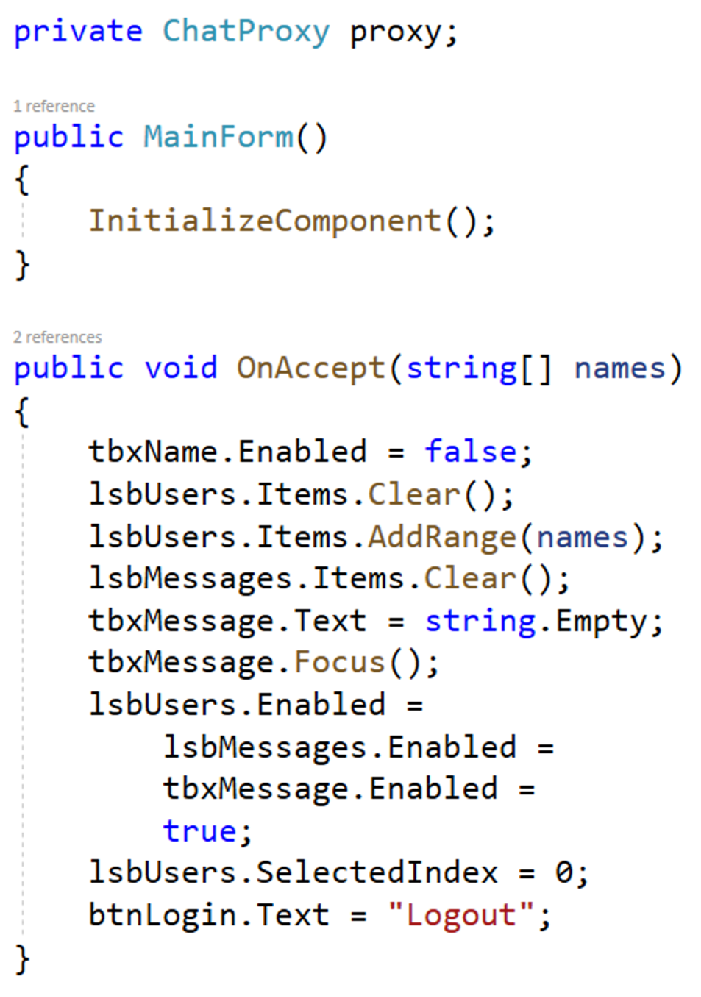 private ChatProxy proxy;
1 reference
public MainForm()
{
InitializeComponent();
}
2 references
public void OnAccept(string[] names)
{
tbxName.Enabled = false;
lsbUsers.Items.Clear();
lsbUsers.Items.AddRange(names);
lsbMessages.Items.Clear();
tbxMessage.Text = string.Empty;
tbxMessage.Focus();
lsbUsers.Enabled =
lsbMessages.Enabled =
tbxMessage.Enabled =
true;
lsbUsers.SelectedIndex = 0;
btnLogin.Text = "Logout";
}